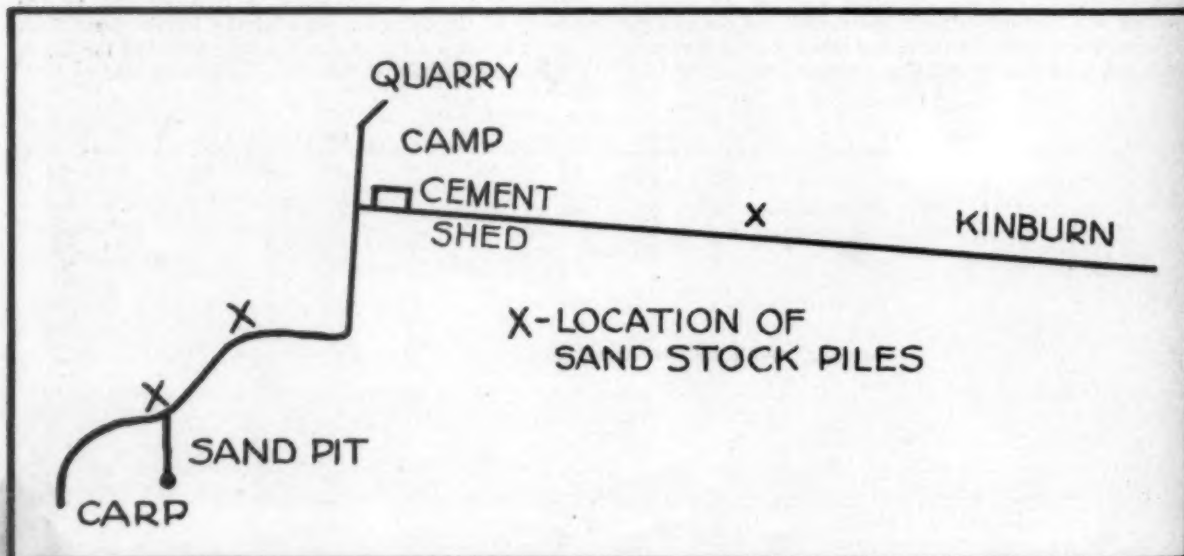 QUARRY
CAMP
CEMENT
SHED
X
KINBURN
X
X-LOCATION OF
SAND STOCK PILES
X
SAND PIT
CARP